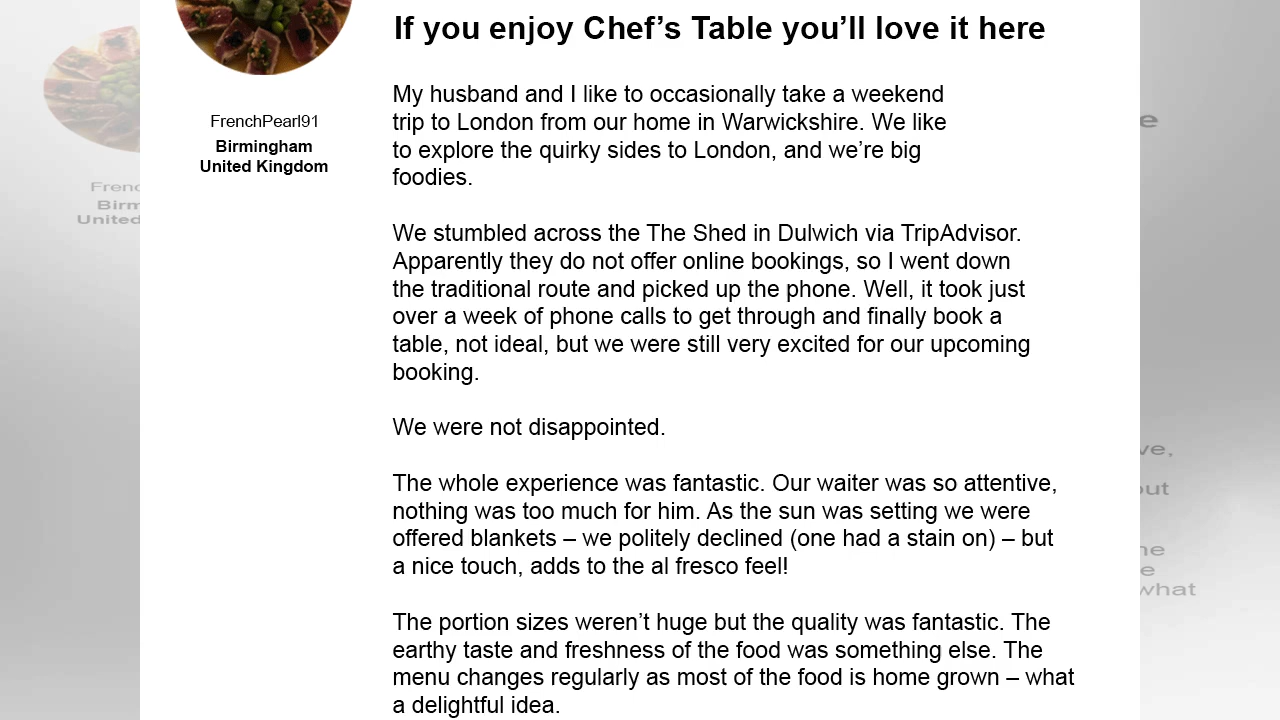 If you enjoy Chef’s Table you’ll love it here
FrenchPearl91
Birmingham
United Kingdom
My husband and I like to occasionally take a weekend
trip to London from our home in Warwickshire. We like
to explore the quirky sides to London, and we’re big
foodies.
We stumbled across the The Shed in Dulwich via TripAdvisor.
Apparently they do not offer online bookings, so I went down
the traditional route and picked up the phone. Well, it took just
over a week of phone calls to get through and finally book a
table, not ideal, but we were still very excited for our upcoming
booking.
We were not disappointed.
The whole experience was fantastic. Our waiter was so attentive,
nothing was too much for him. As the sun was setting we were
offered blankets – we politely declined (one had a stain on) – but
a nice touch, adds to the al fresco feel!
The portion sizes weren’t huge but the quality was fantastic. The
earthy taste and freshness of the food was something else. The
menu changes regularly as most of the food is home grown – what
a delightful idea.